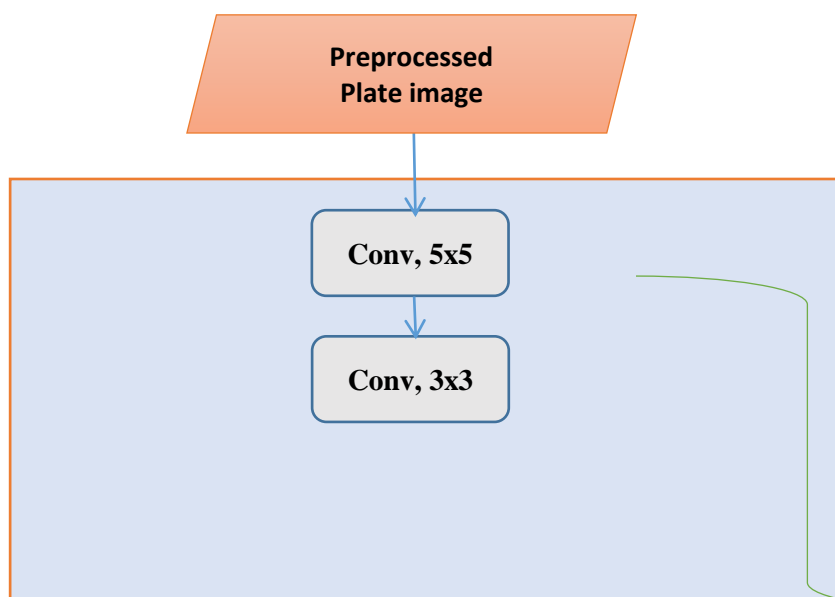 Preprocessed
Plate image
Conv, 5x5
Conv, 3x3